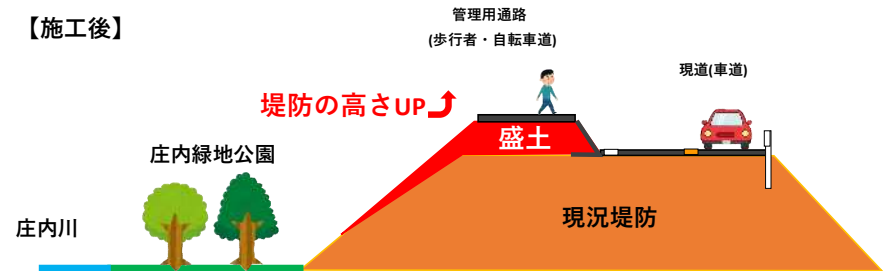 【施工後】
管理用通路
(歩行者・自転車道)
現道(車道)
堤防の高さUP
盛土
庄内緑地公園
庄内川
現況堤防